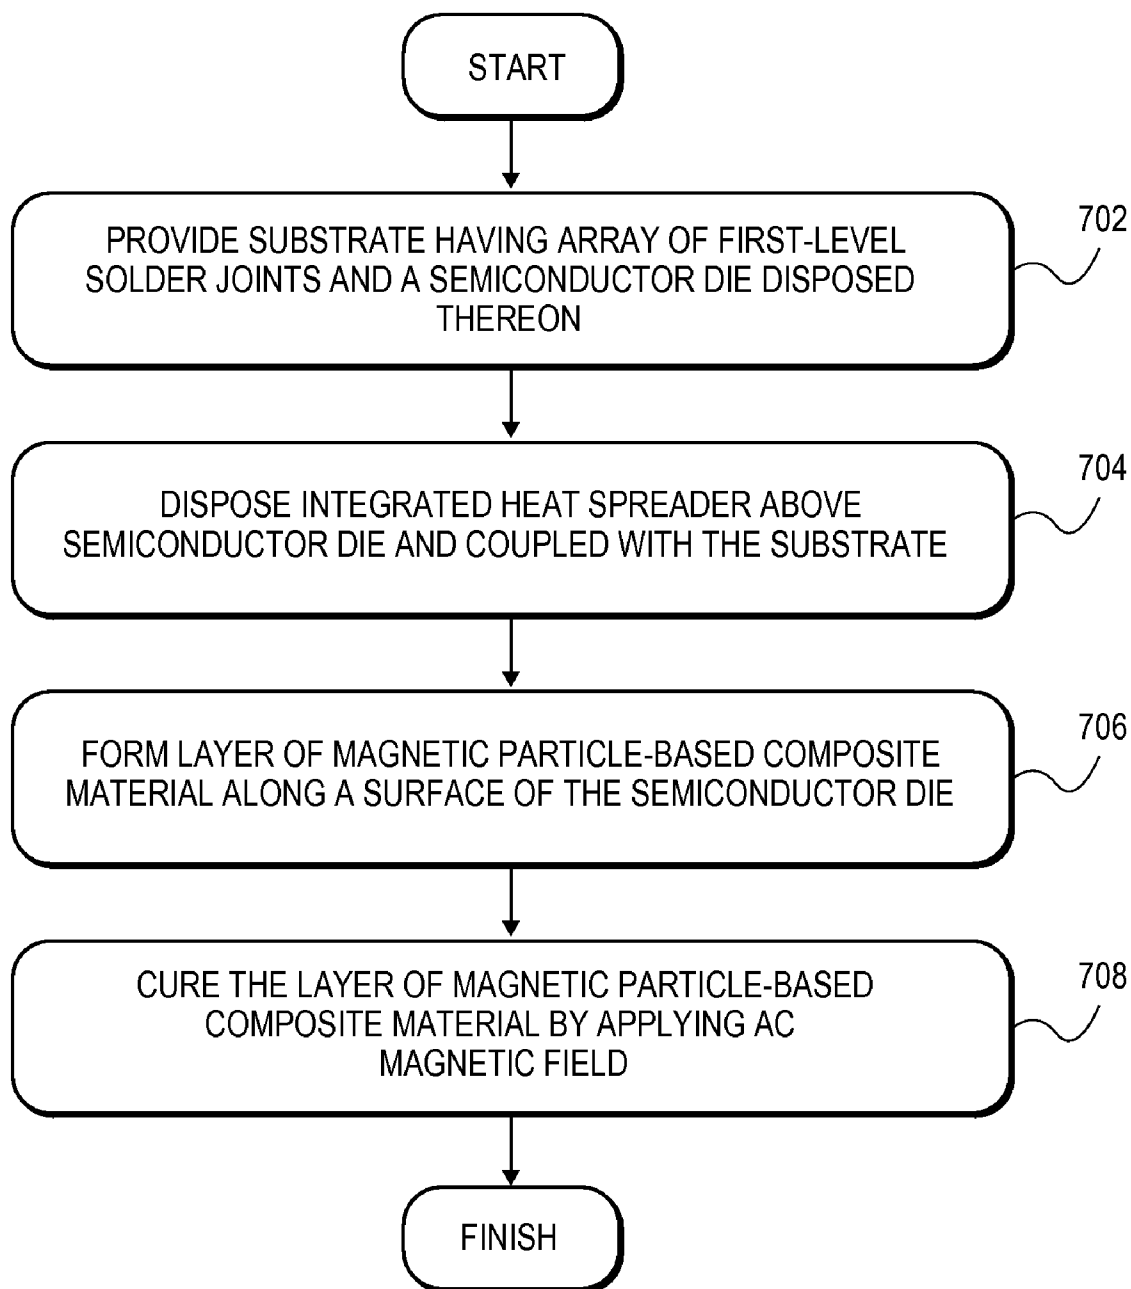 START
PROVIDE SUBSTRATE HAVING ARRAY OF FIRST-LEVEL
SOLDER JOINTS AND A SEMICONDUCTOR DIE DISPOSED
THEREON
702
DISPOSE INTEGRATED HEAT SPREADER ABOVE
SEMICONDUCTOR DIE AND COUPLED WITH THE SUBSTRATE
704
FORM LAYER OF MAGNETIC PARTICLE-BASED COMPOSITE
MATERIAL ALONG A SURFACE OF THE SEMICONDUCTOR DIE
706
CURE THE LAYER OF MAGNETIC PARTICLE-BASED
COMPOSITE MATERIAL BY APPLYING AC
MAGNETIC FIELD
708
FINISH